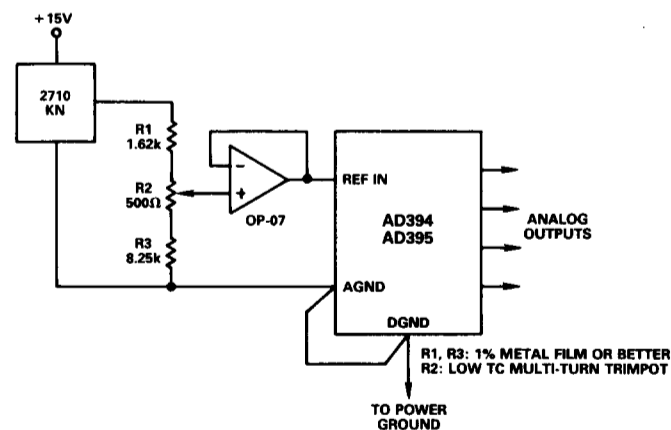 +15V
2710
KN
R1
1.62k
R2
500Ω
R3
8.25k
−
+
OP-07
REF IN
AD394
AD395
AGND
DGND
ANALOG
OUTPUTS
R1, R3: 1% METAL FILM OR BETTER
R2: LOW TC MULTI-TURN TRIMPOT
TO POWER
GROUND